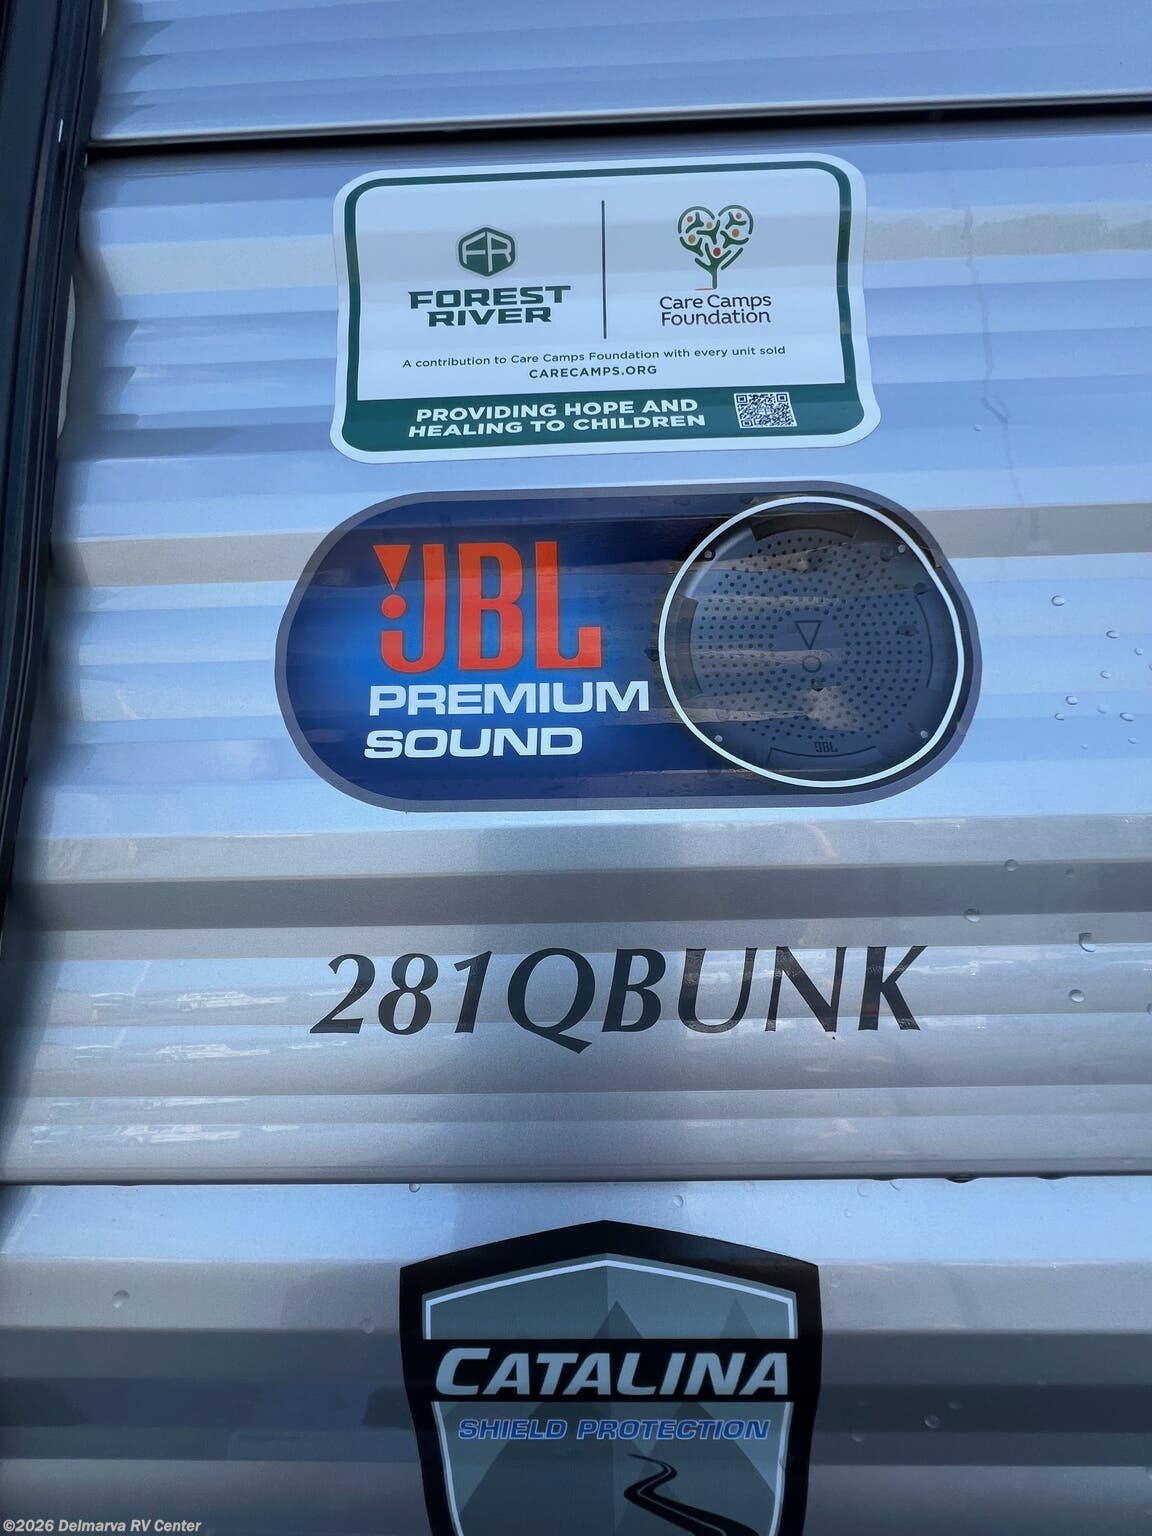 FR
FOREST
RIVER
Care Camps
Foundation
A contribution to Care Camps Foundation with every unit sold
CARECAMPS.ORG
PROVIDING HOPE AND
HEALING TO CHILDREN
JBL
PREMIUM
SOUND
JBL
281QBUNK
CATALINA
SHIELD PROTECTION
©2026 Delmarva RV Center